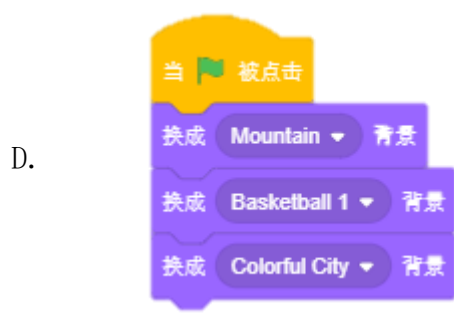 当 被点击
换成 Mountain 背景
D.
换成 Basketball 1 背景
换成 Colorful City 背景